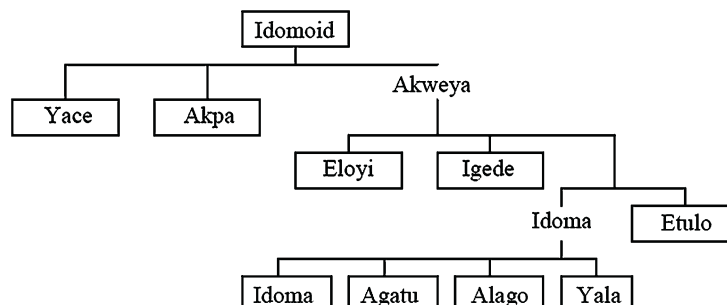 Idomoid
Akweya
Yace Akpa
Eloyi Igede
Idoma Etulo
Idoma Agatu Alago Yala